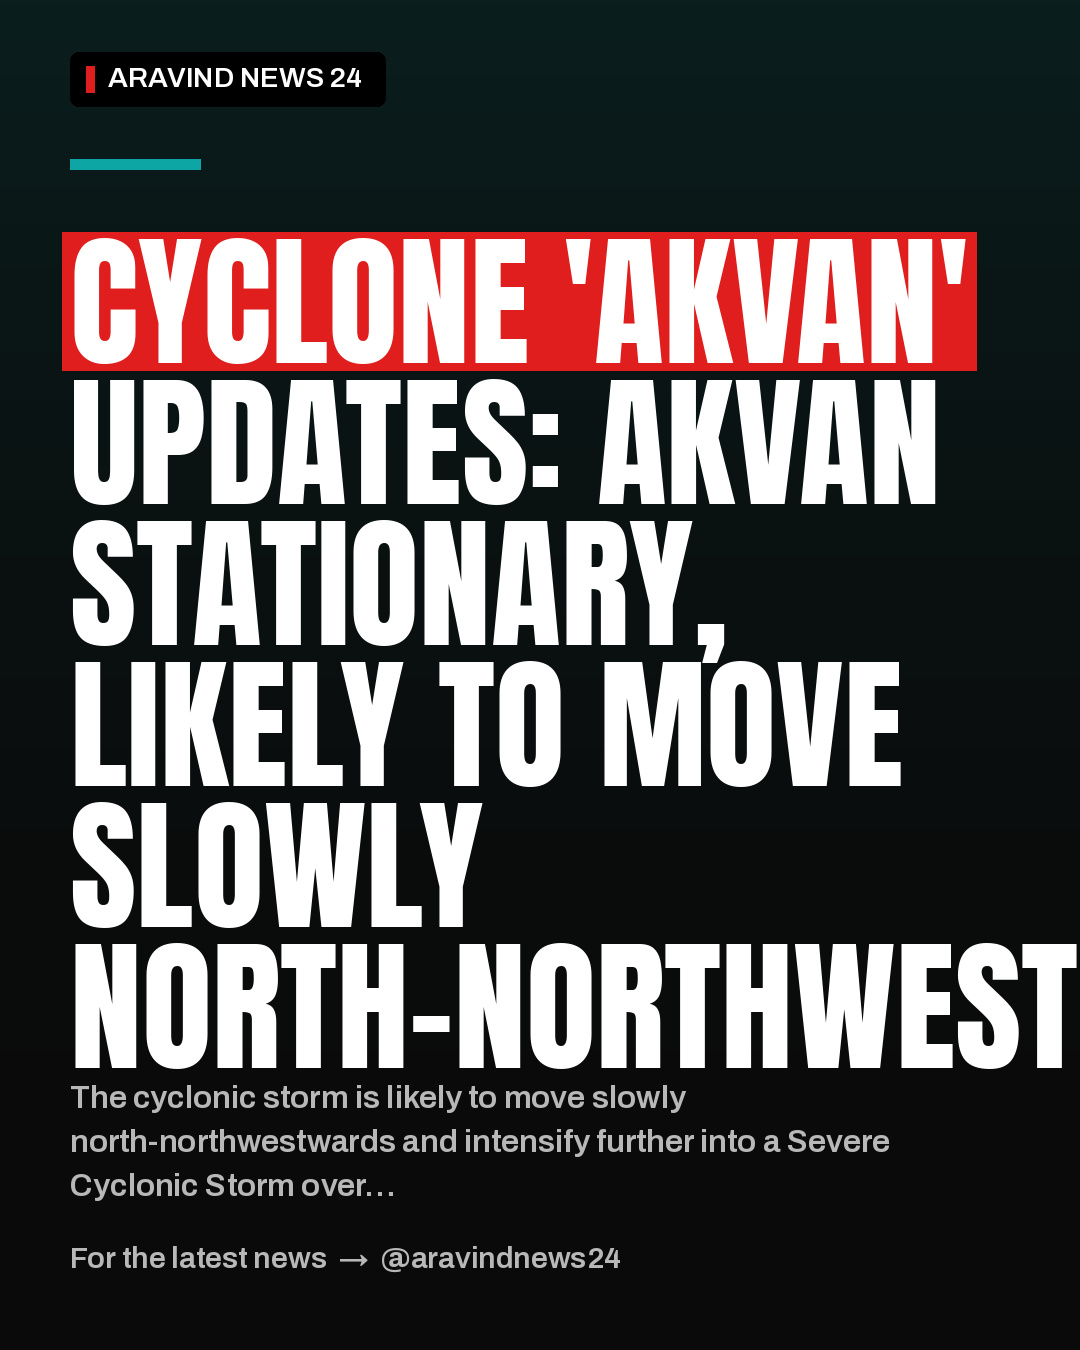 ARAVIND NEWS 24
CYCLONE 'AKVAN'
UPDATES: AKVAN
STATIONARY,
LIKELY TO MOVE
SLOWLY
NORTH-NORTHWEST
The cyclonic storm is likely to move slowly
north-northwestwards and intensify further into a Severe
Cyclonic Storm over…
For the latest news → @aravindnews24